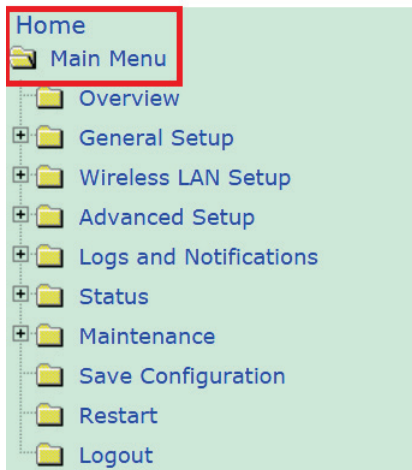 Home
Main Menu
Overview
General Setup
Wireless LAN Setup
Advanced Setup
Logs and Notifications
Status
Maintenance
Save Configuration
Restart
Logout